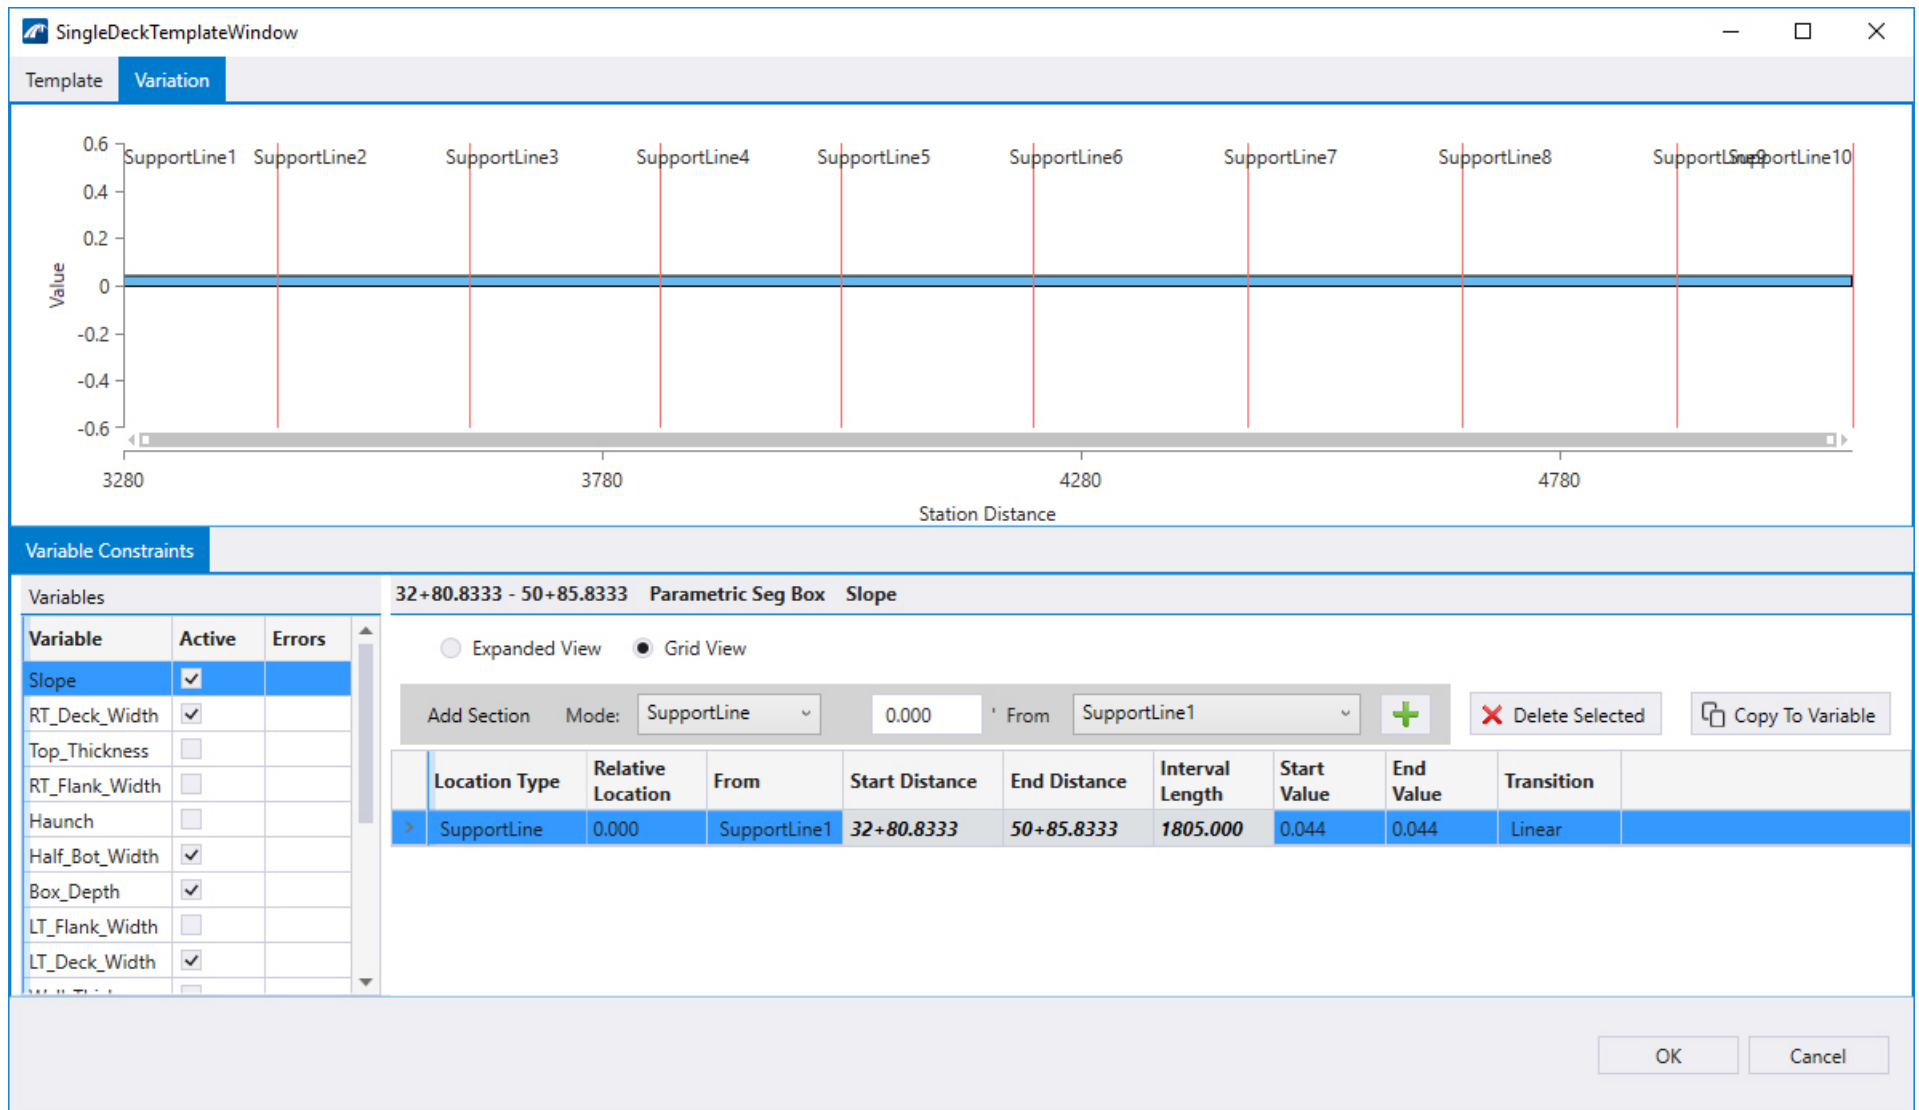 SingleDeckTemplateWindow
Template Variation
0.6
0.4
0.2
0
-0.2
-0.4
-0.6
Value
SupportLine1 SupportLine2 SupportLine3 SupportLine4 SupportLine5 SupportLine6 SupportLine7 SupportLine8 SupportLine9 SupportLine10
3280 3780 4280 4780
Station Distance
Variable Constraints
Variables
Variable Active Errors
Slope
RT_Deck_Width
Top_Thickness
RT_Flank_Width
Haunch
Half_Bot_Width
Box_Depth
LT_Flank_Width
LT_Deck_Width
32+80.8333 - 50+85.8333 Parametric Seg Box Slope
Expanded View Grid View
Add Section Mode: SupportLine 0.000 ' From SupportLine1 Delete Selected Copy To Variable
Location Type Relative Location From Start Distance End Distance Interval Length Start Value End Value Transition
SupportLine 0.000 SupportLine1 32+80.8333 50+85.8333 1805.000 0.044 0.044 Linear
OK Cancel